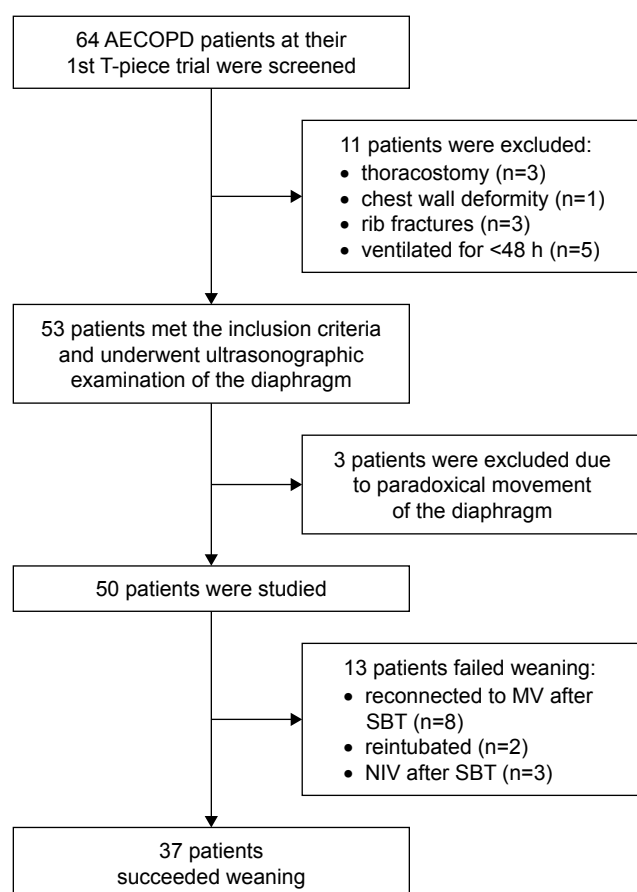 64 AECOPD patients at their
1st T-piece trial were screened
11 patients were excluded:
• thoracostomy (n=3)
• chest wall deformity (n=1)
• rib fractures (n=3)
• ventilated for <48 h (n=5)
53 patients met the inclusion criteria
and underwent ultrasonographic
examination of the diaphragm
3 patients were excluded due
to paradoxical movement
of the diaphragm
50 patients were studied
13 patients failed weaning:
• reconnected to MV after
SBT (n=8)
• reintubated (n=2)
• NIV after SBT (n=3)
37 patients
succeeded weaning